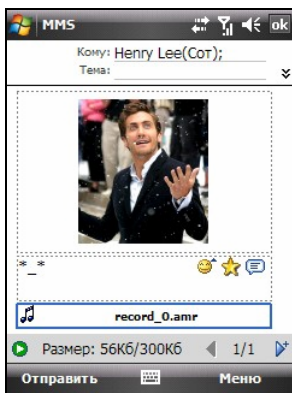 MMS
ok
Кому: Henry Lee(Сот);
Тема:
*_*
record_0.amr
Размер: 56Кб/300Кб 1/1
Отправить Меню